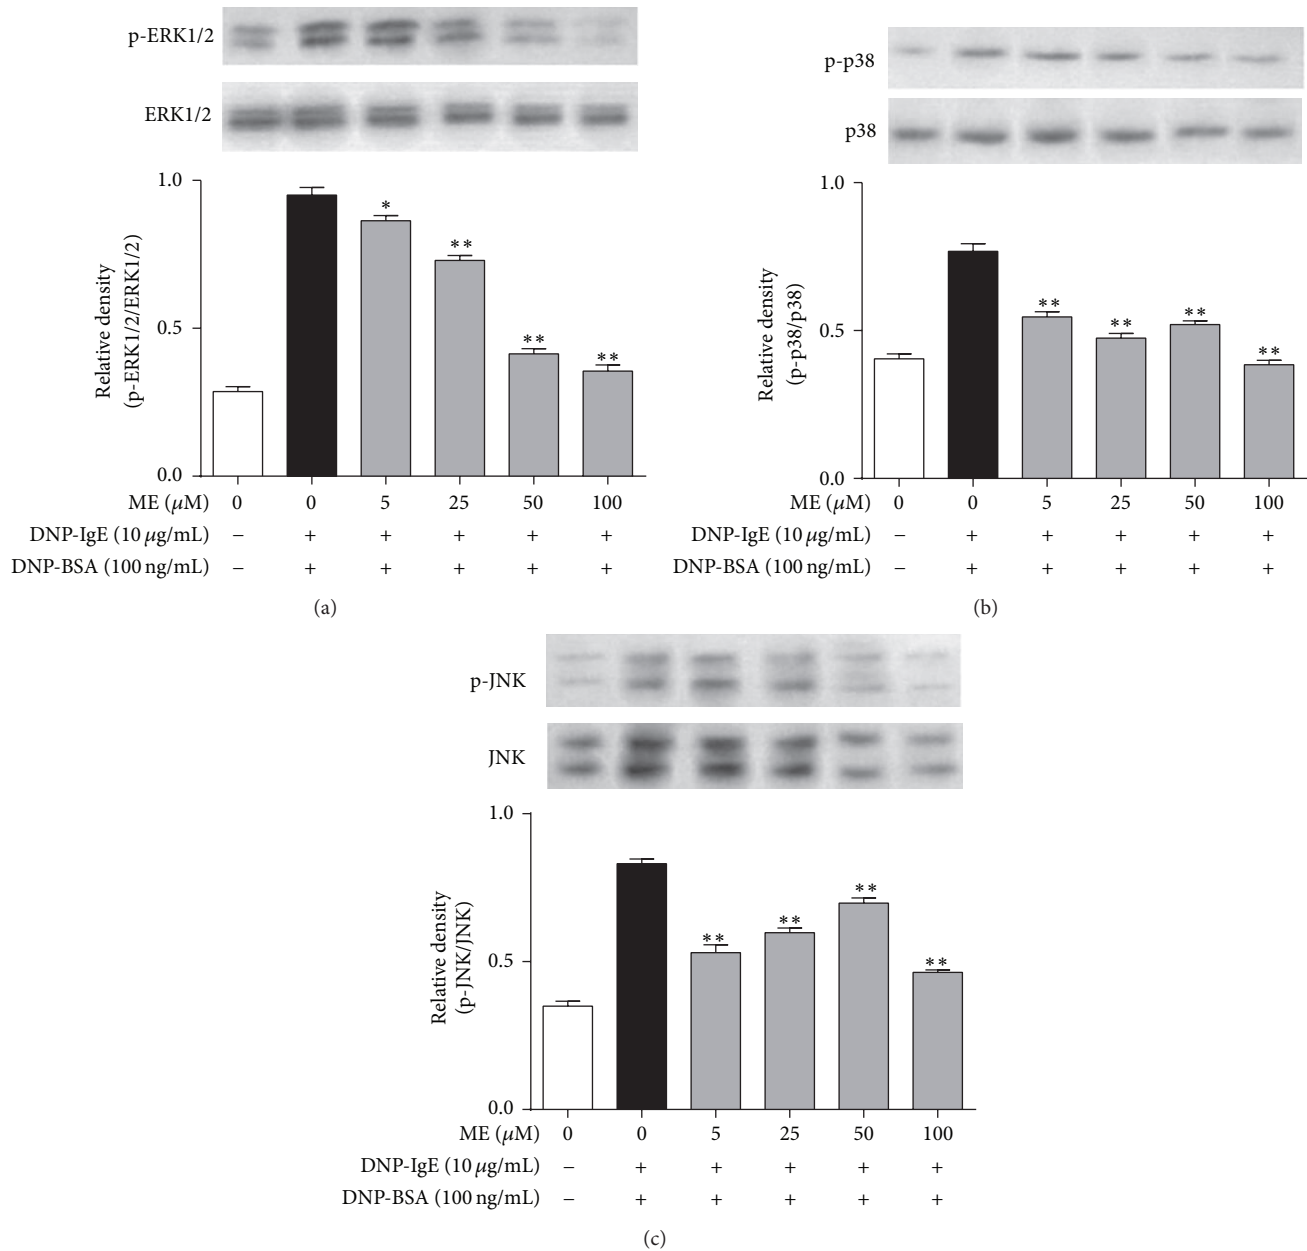 p-ERK1/2
ERK1/2
1.0
0.5
0.0
Relative density
(p-ERK1/2/ERK1/2)
*
**
**
**
ME (μM) 0 0 5 25 50 100
DNP-IgE (10 μg/mL) − + + + + +
DNP-BSA (100 ng/mL) − + + + + +
(a)
p-p38
p38
1.0
0.5
0.0
Relative density
(p-p38/p38)
**
**
**
**
ME (μM) 0 0 5 25 50 100
DNP-IgE (10 μg/mL) − + + + + +
DNP-BSA (100 ng/mL) − + + + + +
(b)
p-JNK
JNK
1.0
0.5
0.0
Relative density
(p-JNK/JNK)
**
**
**
**
ME (μM) 0 0 5 25 50 100
DNP-IgE (10 μg/mL) − + + + + +
DNP-BSA (100 ng/mL) − + + + + +
(c)